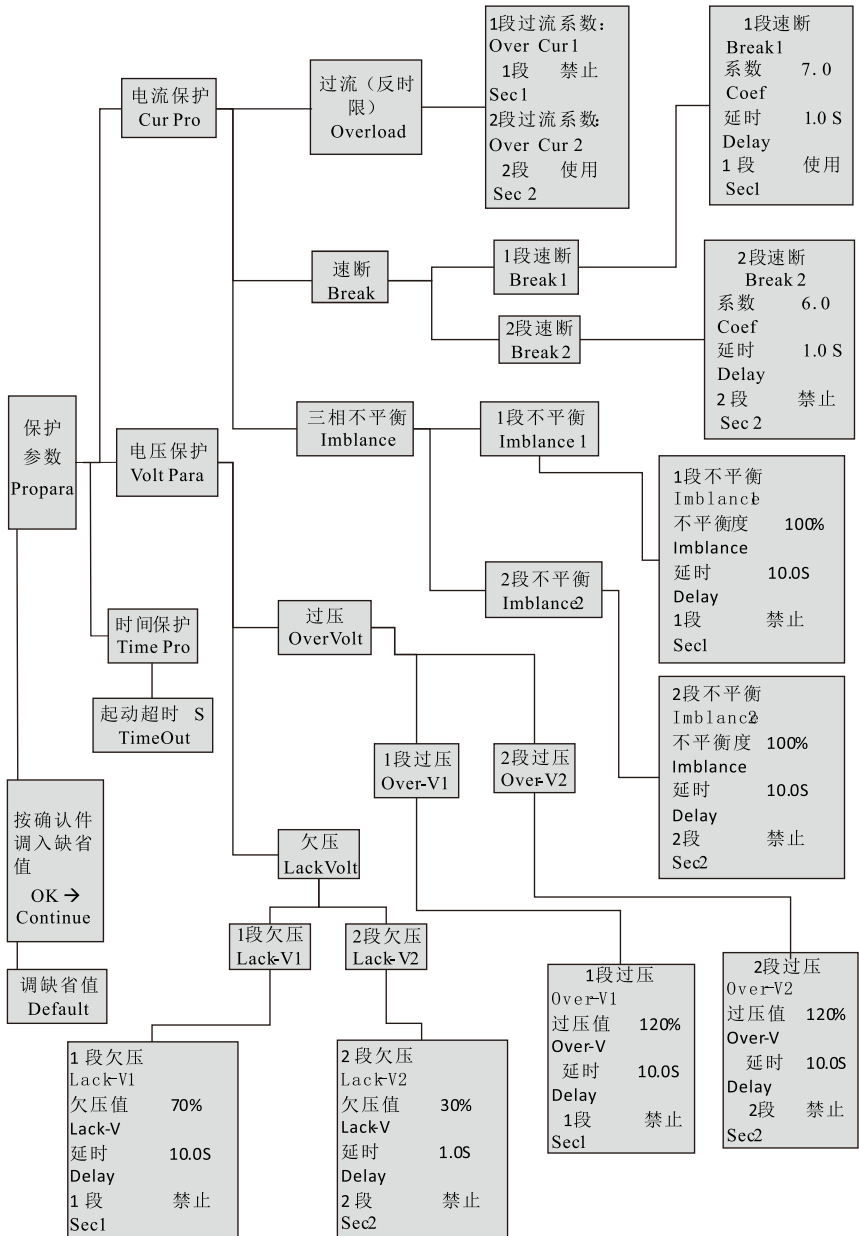 保护
参数
Propara
电流保护
Cur Pro
过流（反时
限）
Overload
1段过流系数：
Over Cur1
1段 禁止
Sec1
2段过流系数：
Over Cur 2
2段 使用
Sec 2
速断
Break
1段速断
Break1
1段速断
Break1
系数 7.0
Coef
延时 1.0 S
Delay
1 段 使用
Sec1
2段速断
Break2
2段速断
Break 2
系数 6.0
Coef
延时 1.0 S
Delay
2 段 禁止
Sec 2
三相不平衡
Imblance
1段不平衡
Imblance 1
1段不平衡
Imblance1
不平衡度 100%
Imblance
延时 10.0S
Delay
1段 禁止
Sec1
2段不平衡
Imblance2
2段不平衡
Imblance2
不平衡度 100%
Imblance
延时 10.0S
Delay
2段 禁止
Sec2
电压保护
Volt Para
过压
OverVolt
1段过压
Over-V1
1段过压
Over-V1
过压值 120%
Over-V
延时 10.0S
Delay
1段 禁止
Sec1
2段过压
Over-V2
2段过压
Over-V2
过压值 120%
Over-V
延时 10.0S
Delay
2段 禁止
Sec2
欠压
LackVolt
1段欠压
Lack-V1
1 段欠压
Lack-V1
欠压值 70%
Lack-V
延时 10.0S
Delay
1 段 禁止
Sec1
2段欠压
Lack-V2
2 段欠压
Lack-V2
欠压值 30%
Lack-V
延时 1.0S
Delay
2 段 禁止
Sec2
时间保护
Time Pro
起动超时 S
TimeOut
按确认件
调入缺省
值
OK →
Continue
调缺省值
Default